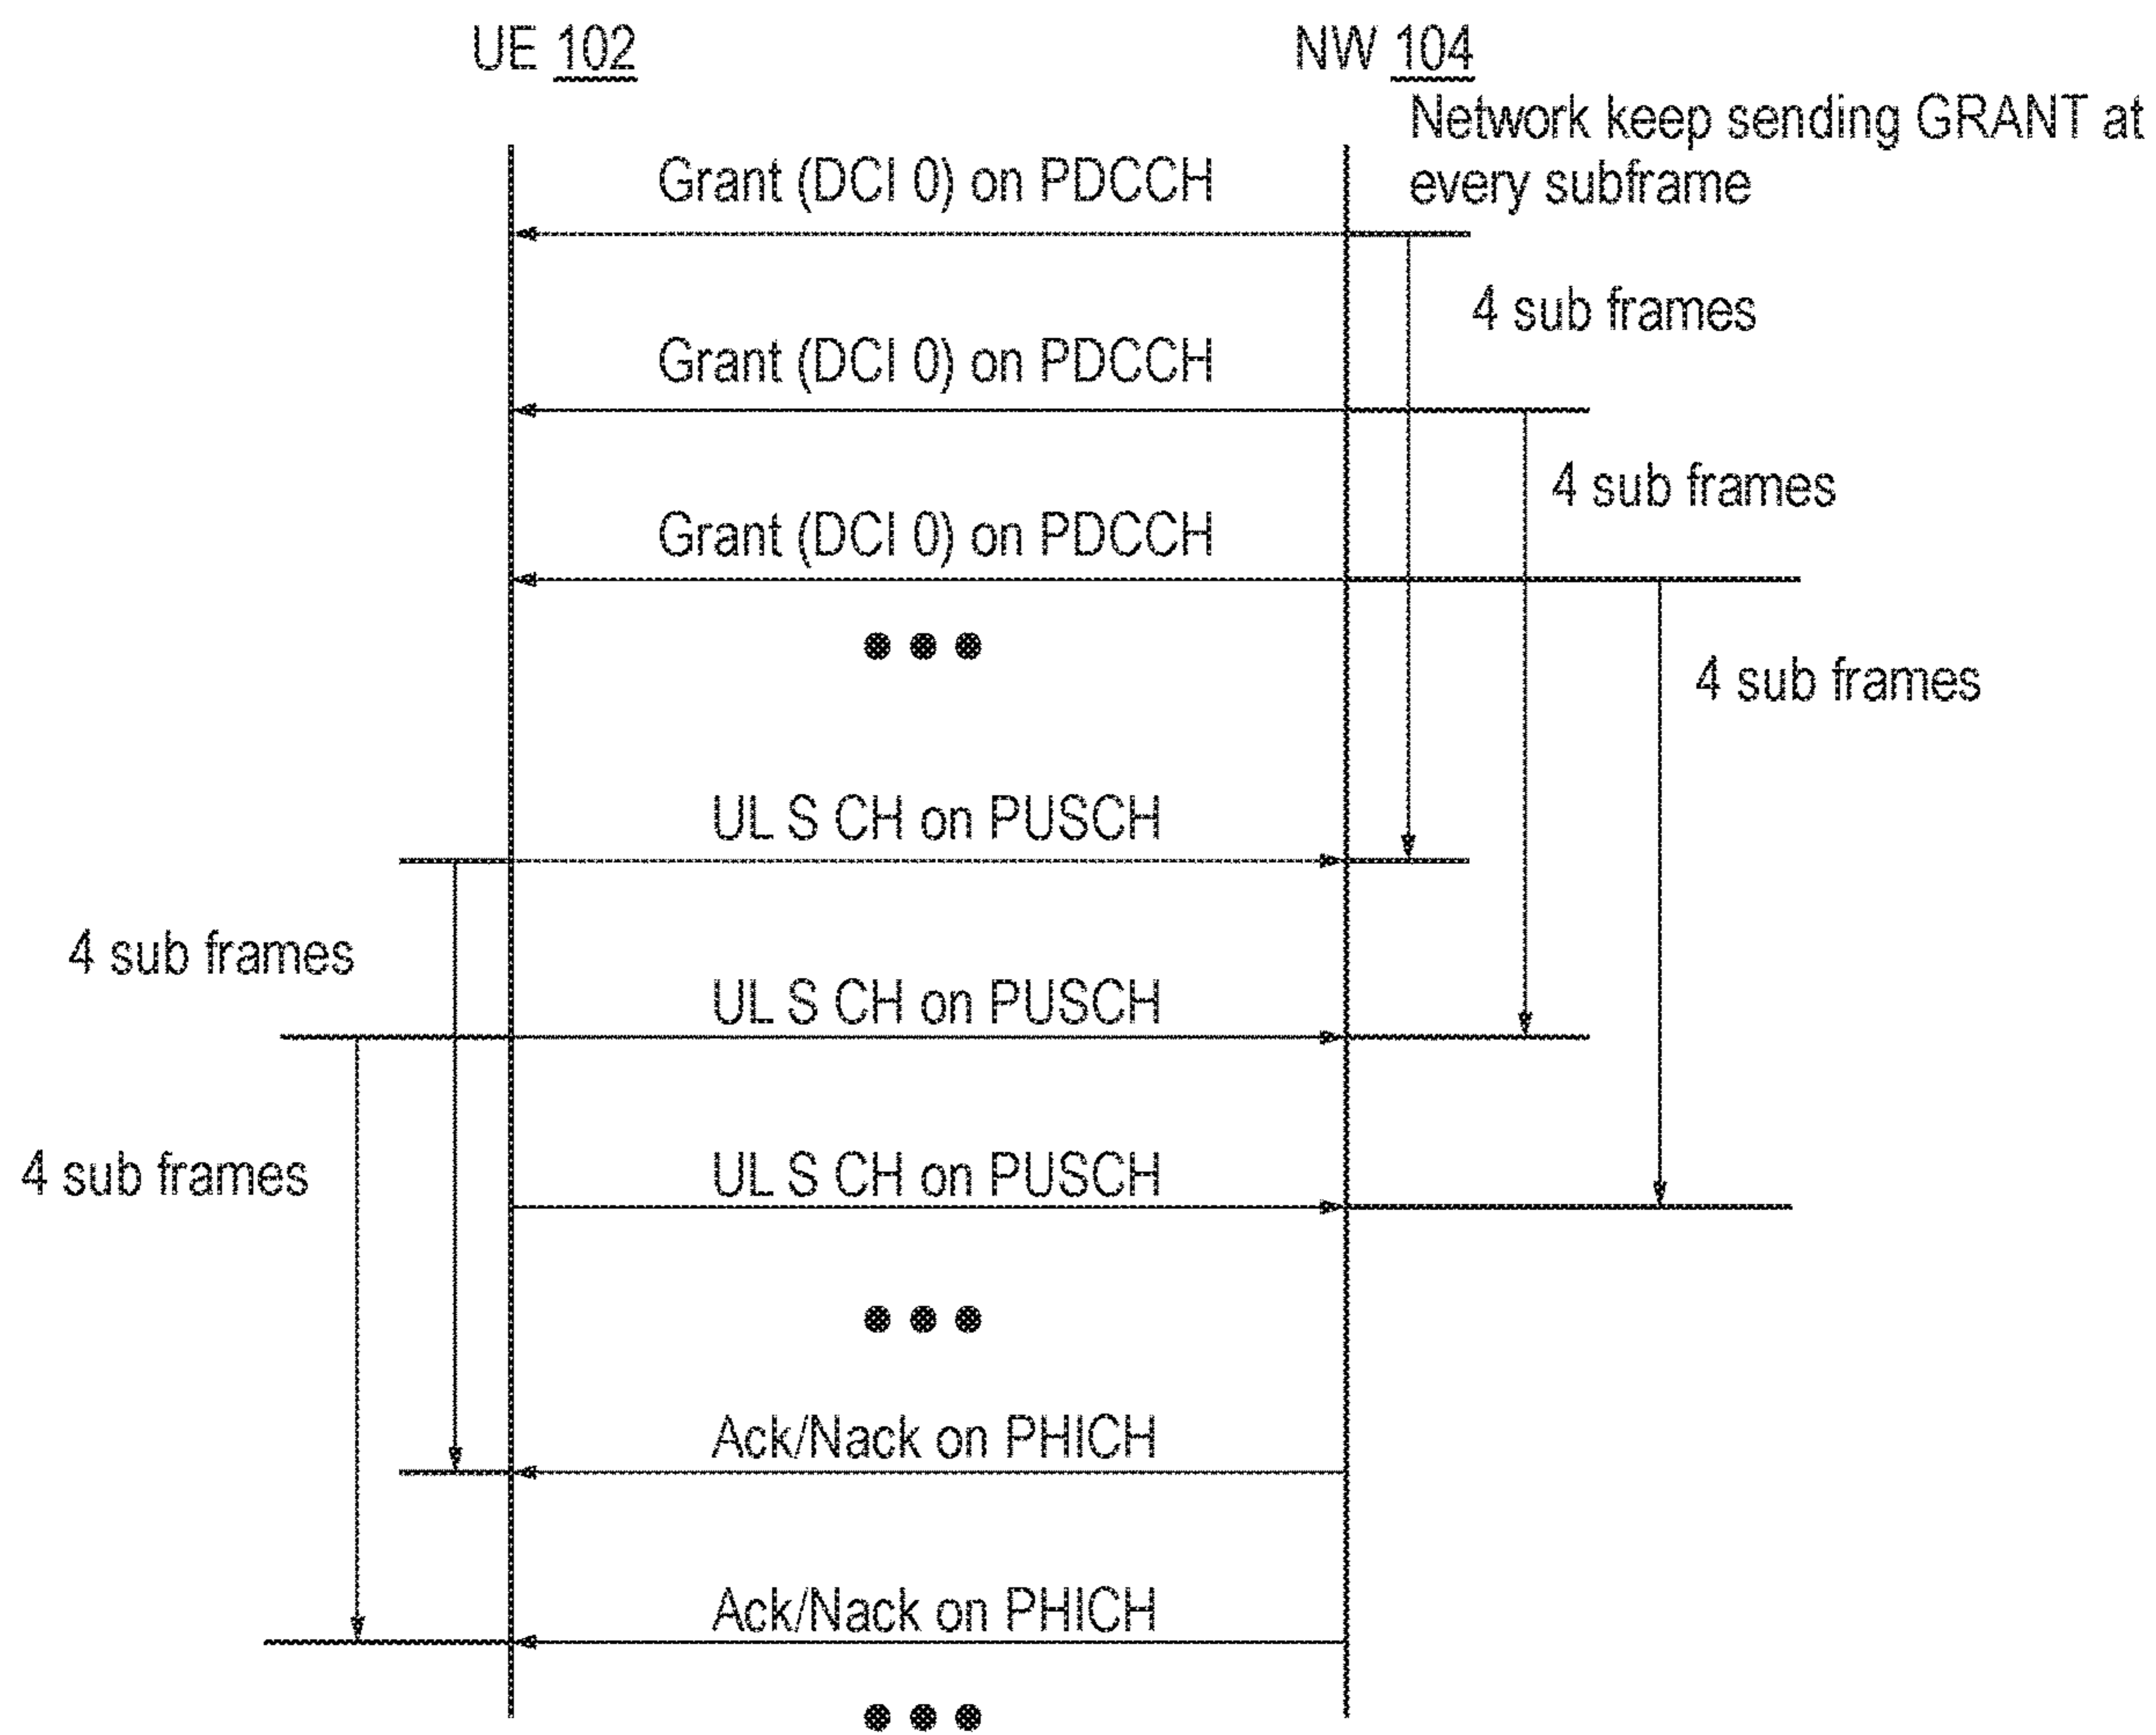 UE 102
NW 104
Network keep sending GRANT at
every subframe
Grant (DCI 0) on PDCCH
4 sub frames
Grant (DCI 0) on PDCCH
4 sub frames
Grant (DCI 0) on PDCCH
4 sub frames
UL S CH on PUSCH
4 sub frames
UL S CH on PUSCH
4 sub frames
UL S CH on PUSCH
Ack/Nack on PHICH
Ack/Nack on PHICH